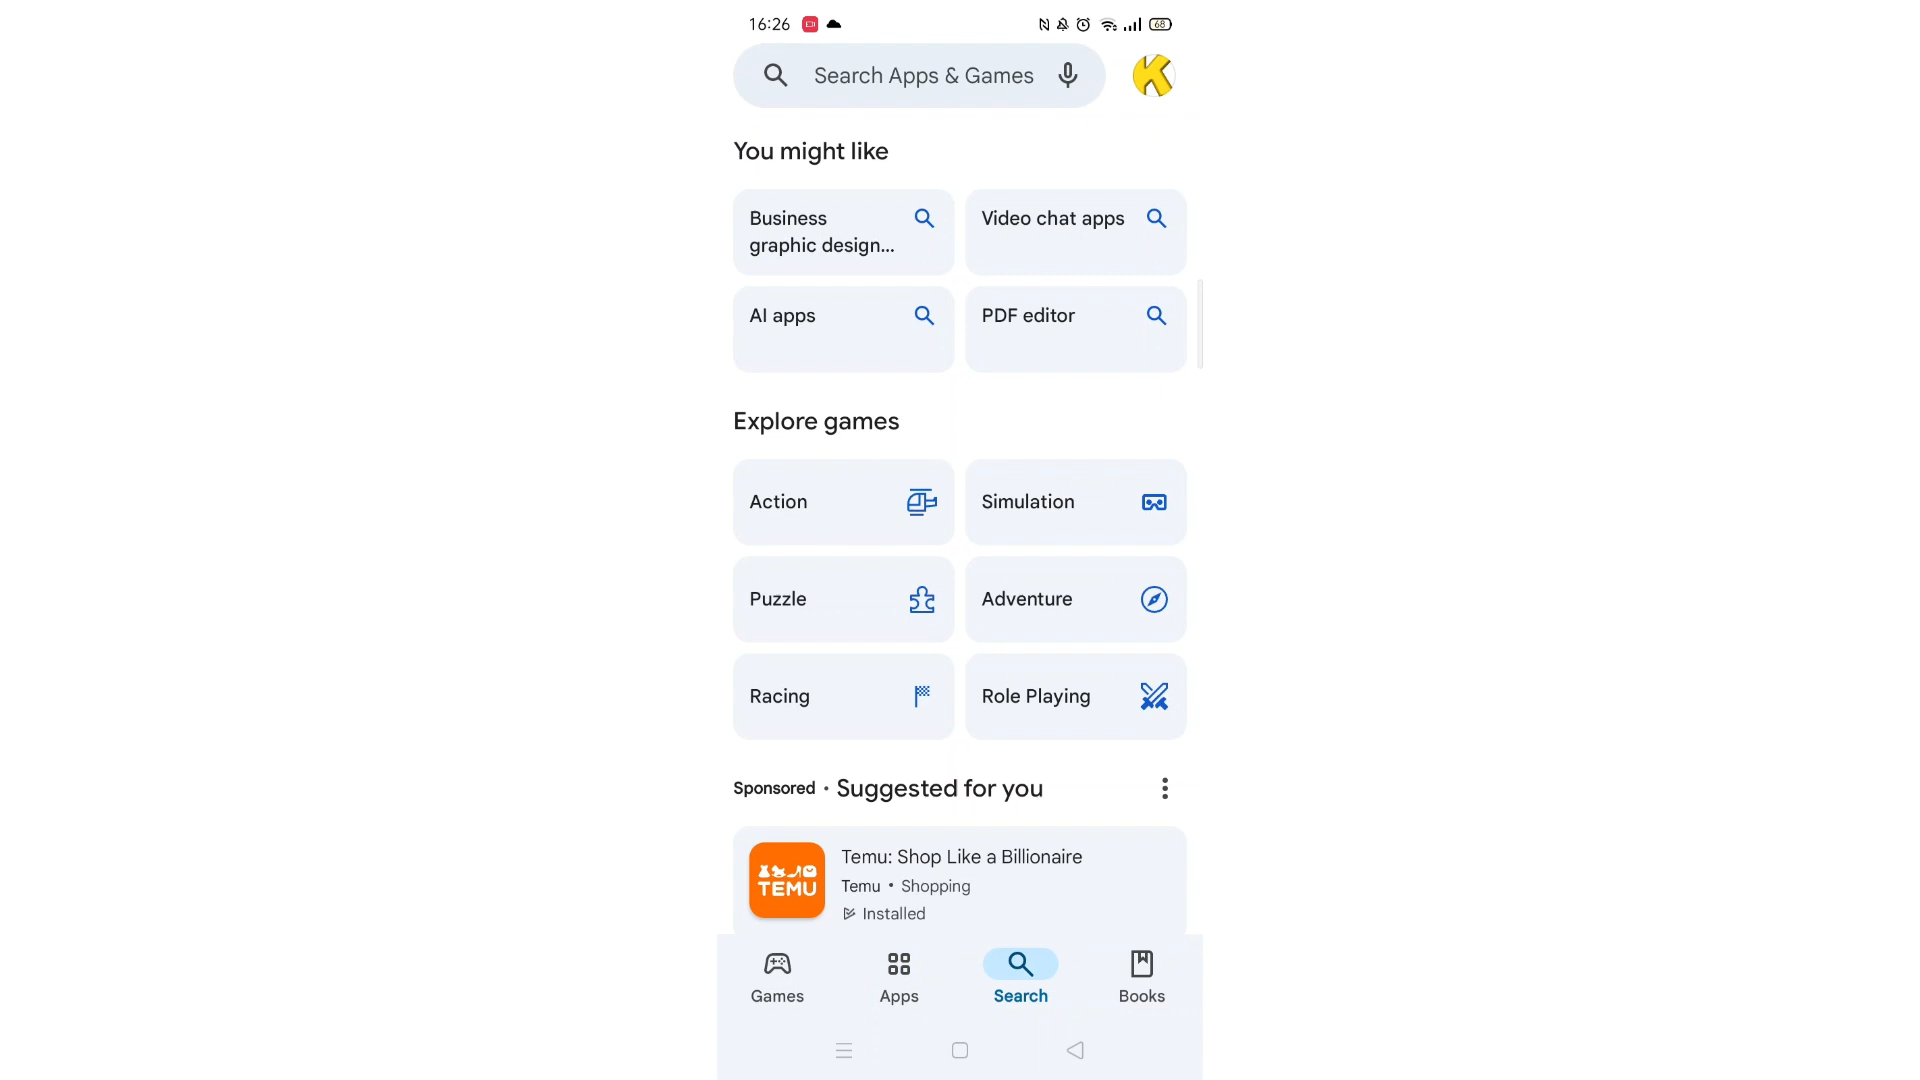 16:26
68
Search Apps & Games
You might like
Business
graphic design...
Video chat apps
AI apps
PDF editor
Explore games
Action
Simulation
Puzzle
Adventure
Racing
Role Playing
Sponsored • Suggested for you
TEMU
Temu: Shop Like a Billionaire
Temu • Shopping
Installed
Games
Apps
Search
Books